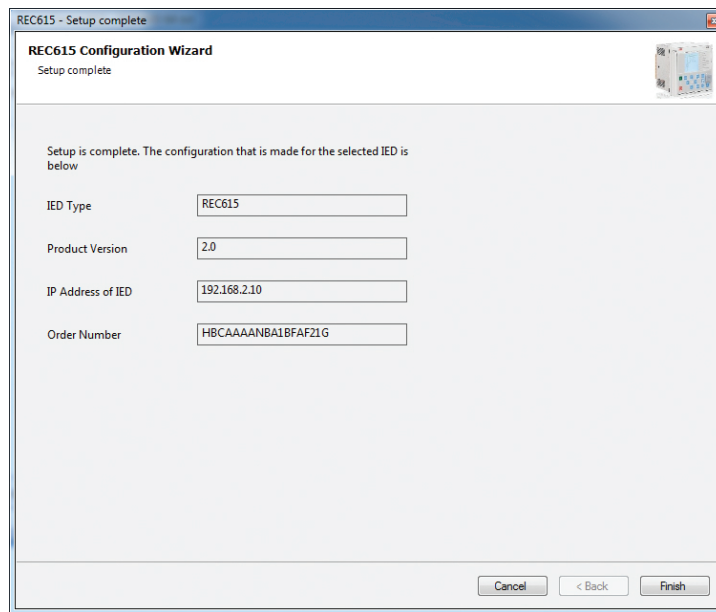 REC615 - Setup complete
REC615 Configuration Wizard
Setup complete
Setup is complete. The configuration that is made for the selected IED is
below
IED Type
REC615
Product Version
2.0
IP Address of IED
192.168.2.10
Order Number
HBCAAAANBA1BFAF21G
Cancel
< Back
Finish